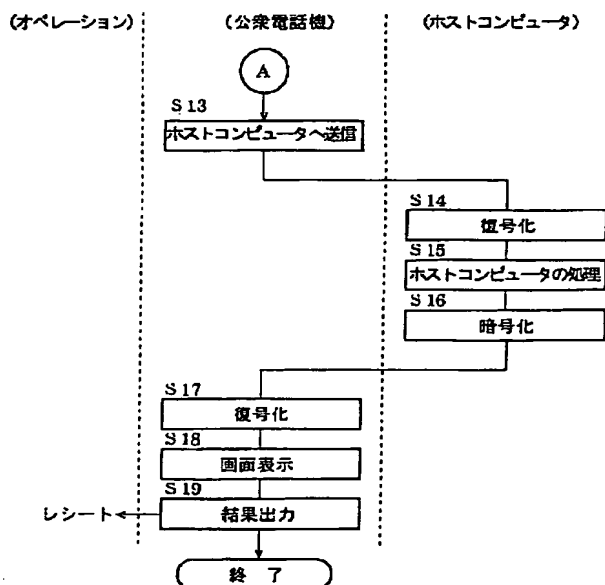 (オペレーション) (公衆電話機) (ホストコンピュータ)
A
S13
ホストコンピュータへ送信
S14
復号化
S15
ホストコンピュータの処理
S16
暗号化
S17
復号化
S18
画面表示
S19
レシート 結果出力
終了